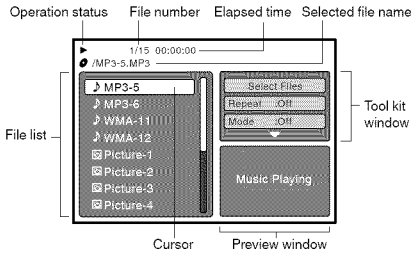 Operation status File number Elapsed time Selected file name
1/15 00:00:00
/MP3-5.MP3
MP3-5
MP3-6
WMA-11
WMA-12
Picture-1
Picture-2
Picture-3
Picture-4
File list
Select Files
Repeat :Off
Mode :Off
Tool kit
window
Music Playing
Cursor
Preview window